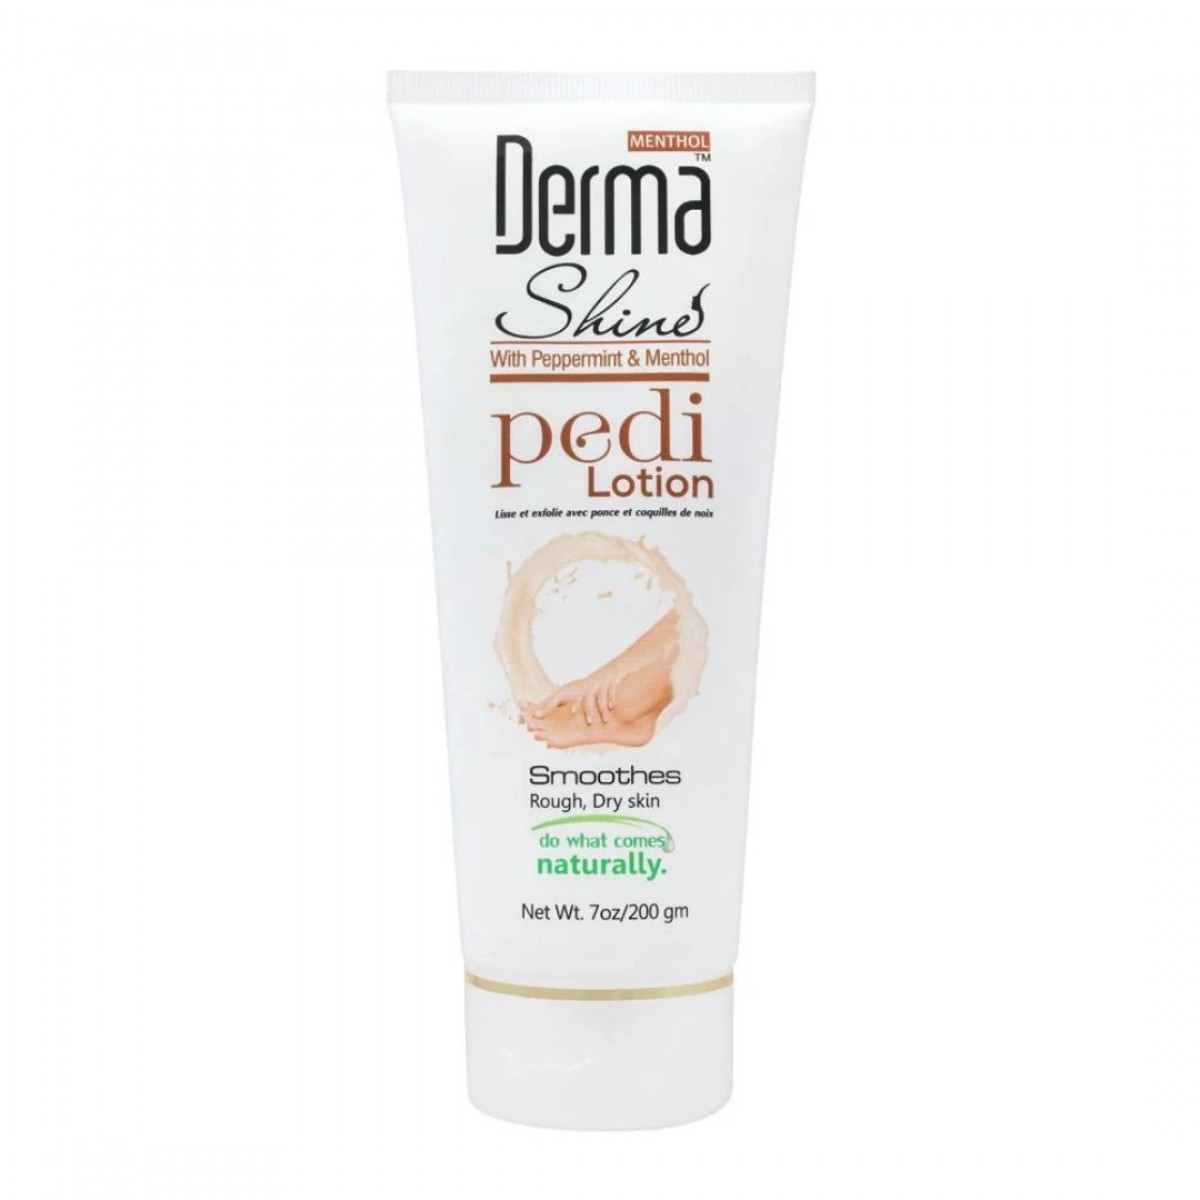 MENTHOL
Derma™
Shine
With Peppermint & Menthol
pedi
Lotion
Lisse et exfolie avec ponce et coquilles de noix
Smoothes
Rough, Dry skin
do what comes
naturally.
Net Wt. 7oz/200 gm